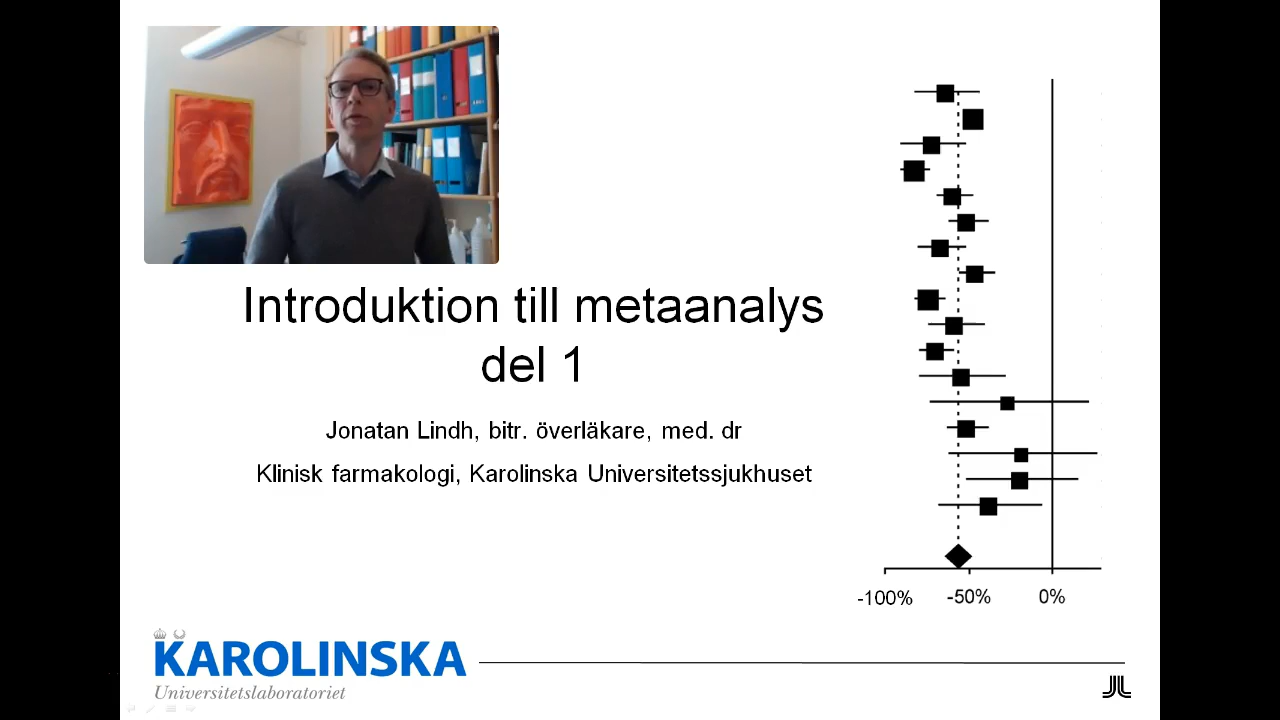 Introduktion till metaanalys
del 1
Jonatan Lindh, bitr. överläkare, med. dr
Klinisk farmakologi, Karolinska Universitetssjukhuset
-100% -50% 0%
KAROLINSKA
Universitetslaboratoriet